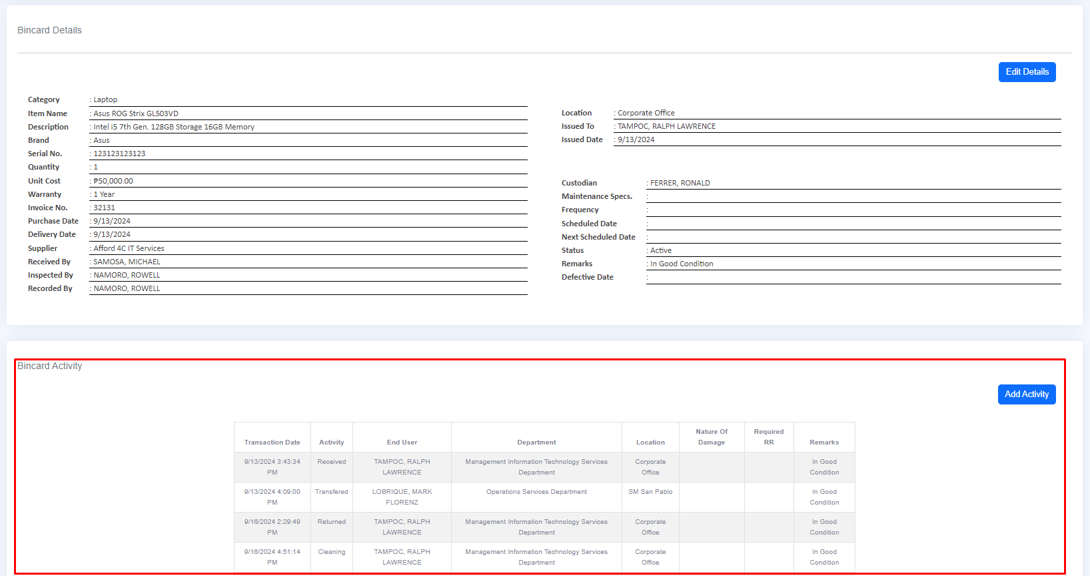 Bincard Details
Edit Details
Category : Laptop
Item Name : Asus ROG Strix GL503VD
Description : Intel i5 7th Gen. 128GB Storage 16GB Memory
Brand : Asus
Serial No. : 123123123123
Quantity : 1
Unit Cost : ₱50,000.00
Warranty : 1 Year
Invoice No. : 32131
Purchase Date : 9/13/2024
Delivery Date : 9/13/2024
Supplier : Afford 4C IT Services
Received By : SAMOSA, MICHAEL
Inspected By : NAMORO, ROWELL
Recorded By : NAMORO, ROWELL
Location : Corporate Office
Issued To : TAMPOC, RALPH LAWRENCE
Issued Date : 9/13/2024
Custodian : FERRER, RONALD
Maintenance Specs. :
Frequency :
Scheduled Date :
Next Scheduled Date :
Status : Active
Remarks : In Good Condition
Defective Date :
Bincard Activity
Add Activity
Transaction Date Activity End User Department Location Nature Of Damage Required RR Remarks
9/13/2024 3:43:34 PM Received TAMPOC, RALPH LAWRENCE Management Information Technology Services Department Corporate Office In Good Condition
9/13/2024 4:09:00 PM Transfered LOBRIQUE, MARK FLORENZ Operations Services Department SM San Pablo In Good Condition
9/16/2024 2:29:49 PM Returned TAMPOC, RALPH LAWRENCE Management Information Technology Services Department Corporate Office In Good Condition
9/16/2024 4:51:14 PM Cleaning TAMPOC, RALPH LAWRENCE Management Information Technology Services Department Corporate Office In Good Condition